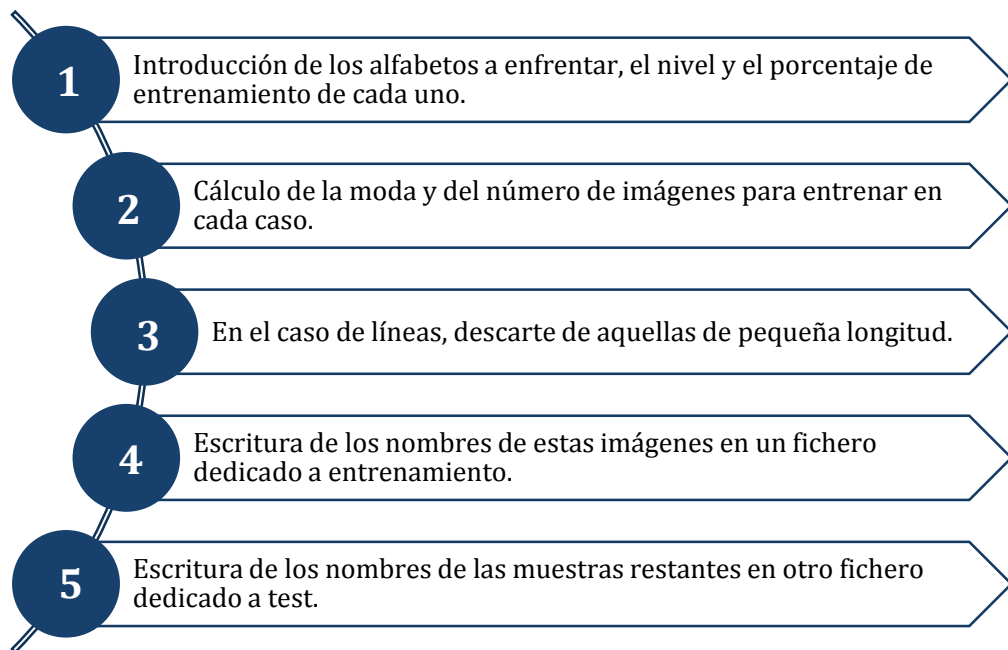 1
Introducción de los alfabetos a enfrentar, el nivel y el porcentaje de
entrenamiento de cada uno.
2
Cálculo de la moda y del número de imágenes para entrenar en
cada caso.
3
En el caso de líneas, descarte de aquellas de pequeña longitud.
4
Escritura de los nombres de estas imágenes en un fichero
dedicado a entrenamiento.
5
Escritura de los nombres de las muestras restantes en otro fichero
dedicado a test.